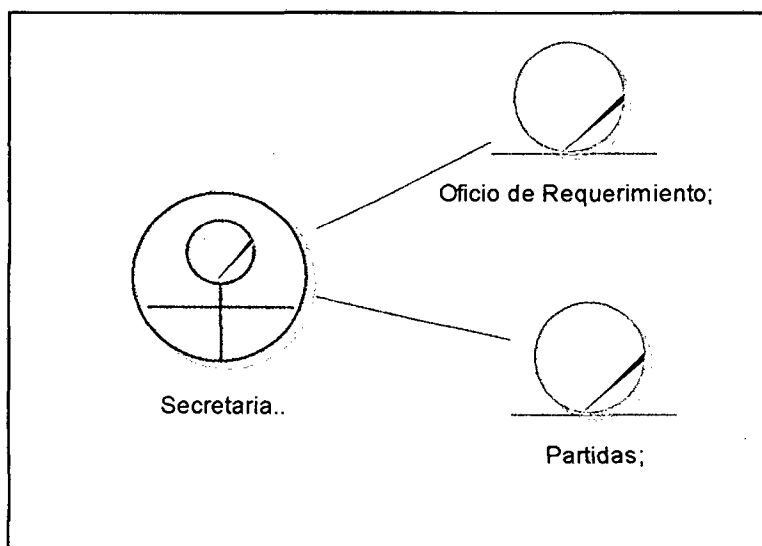 Oficio de Requerimiento;
Secretaria..
Partidas;